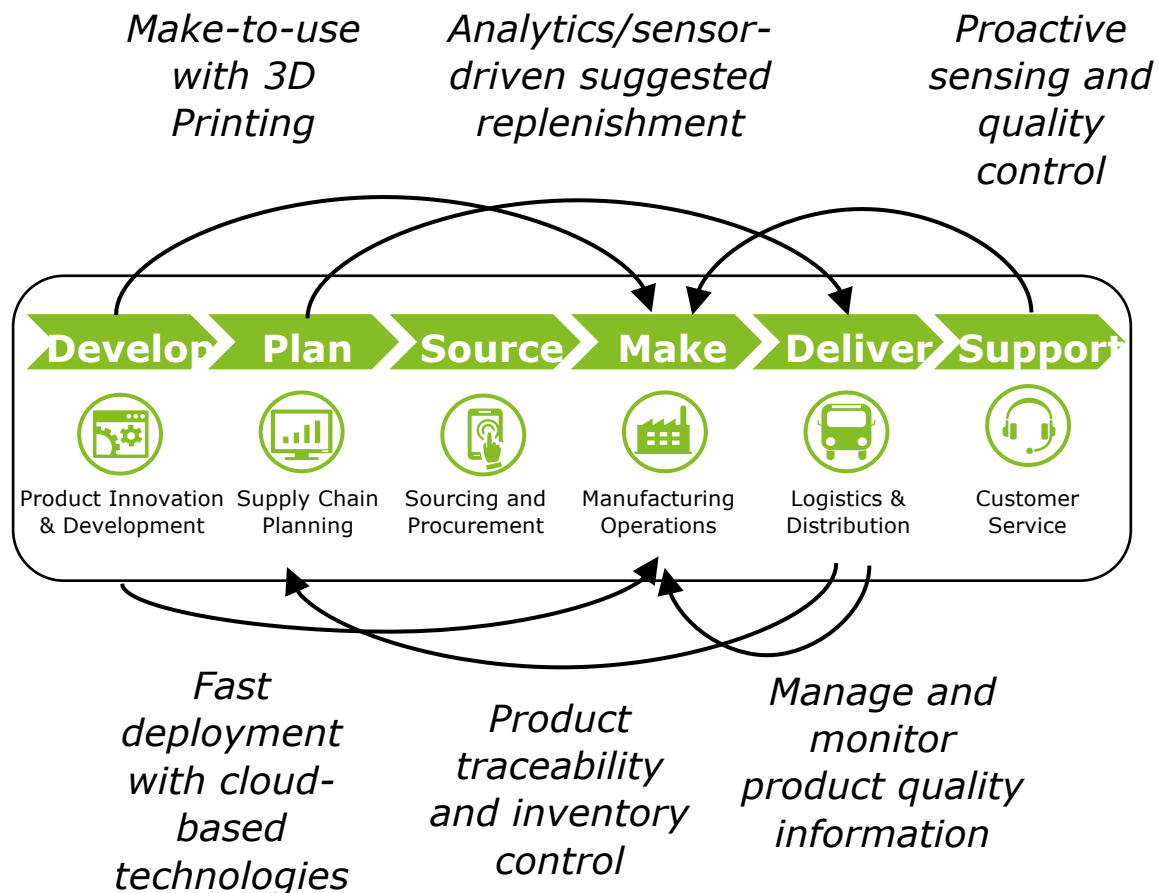 Make-to-use
with 3D
Printing
Analytics/sensor-
driven suggested
replenishment
Proactive
sensing and
quality
control
Develop
Plan
Source
Make
Deliver
Support
Product Innovation
& Development
Supply Chain
Planning
Sourcing and
Procurement
Manufacturing
Operations
Logistics &
Distribution
Customer
Service
Fast
deployment
with cloud-
based
technologies
Product
traceability
and inventory
control
Manage and
monitor
product quality
information